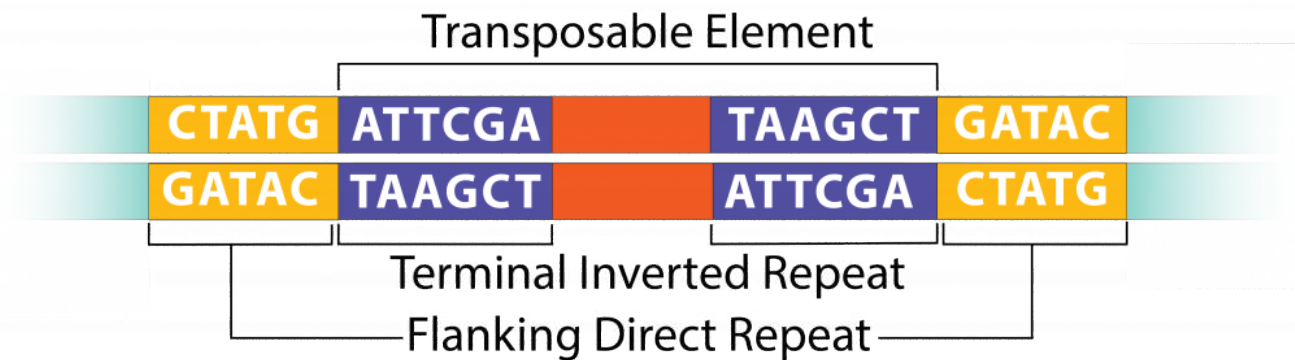 Transposable Element
CTATG ATTCGA TAAGCT GATAC
GATAC TAAGCT ATTCGA CTATG
Terminal Inverted Repeat
Flanking Direct Repeat